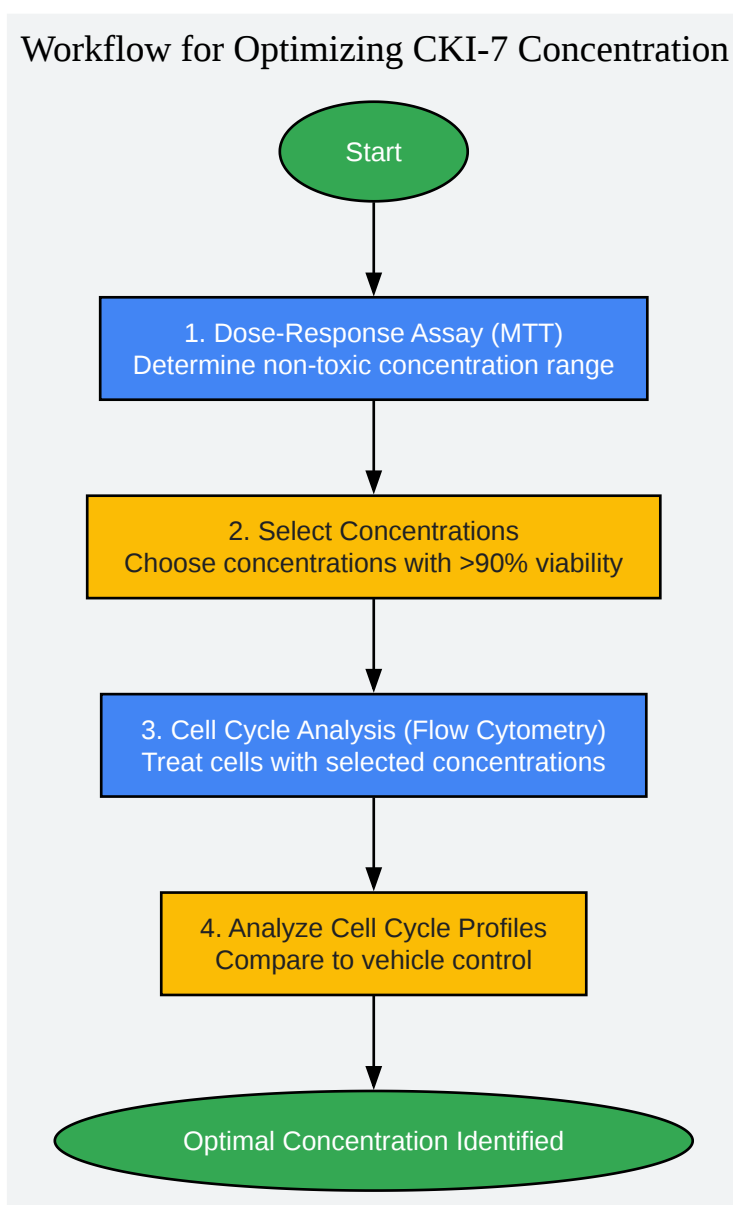 Workflow for Optimizing CKI-7 Concentration
Start
1. Dose-Response Assay (MTT)
Determine non-toxic concentration range
2. Select Concentrations
Choose concentrations with >90% viability
3. Cell Cycle Analysis (Flow Cytometry)
Treat cells with selected concentrations
4. Analyze Cell Cycle Profiles
Compare to vehicle control
Optimal Concentration Identified